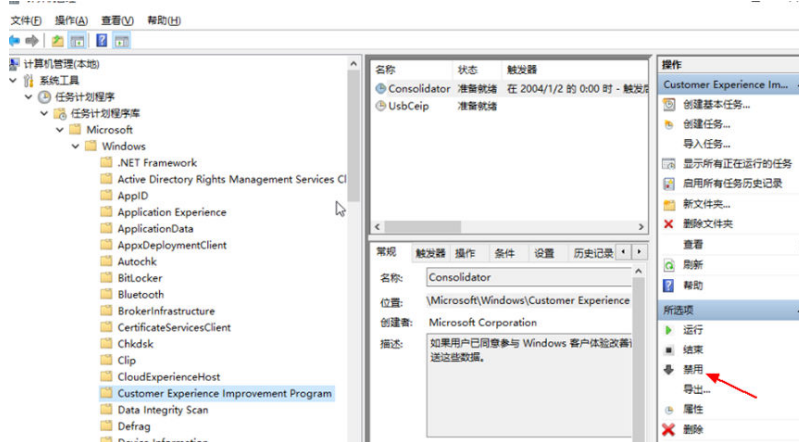 文件(F) 操作(A) 查看(V) 帮助(H)
计算机管理(本地)
系统工具
任务计划程序
任务计划程序库
Microsoft
Windows
.NET Framework
Active Directory Rights Management Services Cl
AppID
Application Experience
ApplicationData
AppxDeploymentClient
Autochk
BitLocker
Bluetooth
BrokerInfrastructure
CertificateServicesClient
Chkdsk
Clip
CloudExperienceHost
Customer Experience Improvement Program
Data Integrity Scan
Defrag
Device Information
名称 状态 触发器
Consolidator 准备就绪 在 2004/1/2 的 0:00 时 - 触发后
UsbCeip 准备就绪
常规 触发器 操作 条件 设置 历史记录
名称: Consolidator
位置: \Microsoft\Windows\Customer Experience
创建者: Microsoft Corporation
描述: 如果用户已同意参与 Windows 客户体验改善
送这些数据。
操作
Customer Experience Im...
创建基本任务...
创建任务...
导入任务...
显示所有正在运行的任务
启用所有任务历史记录
新文件夹...
删除文件夹
查看
刷新
帮助
所选项
运行
结束
禁用
导出...
属性
删除